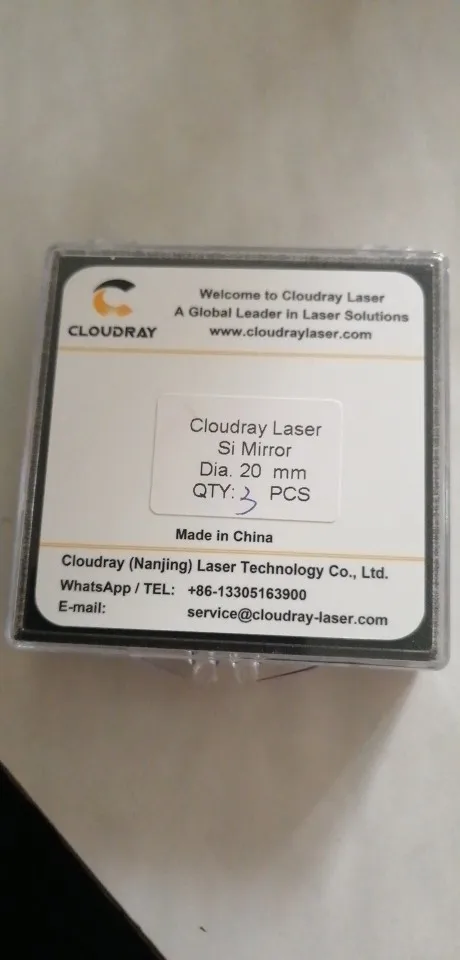 CLOUDRAY
Welcome to Cloudray Laser
A Global Leader in Laser Solutions
www.cloudraylaser.com
Cloudray Laser
Si Mirror
Dia. 20 mm
QTY: 3 PCS
Made in China
Cloudray (Nanjing) Laser Technology Co., Ltd.
WhatsApp / TEL: +86-13305163900
E-mail: service@cloudray-laser.com